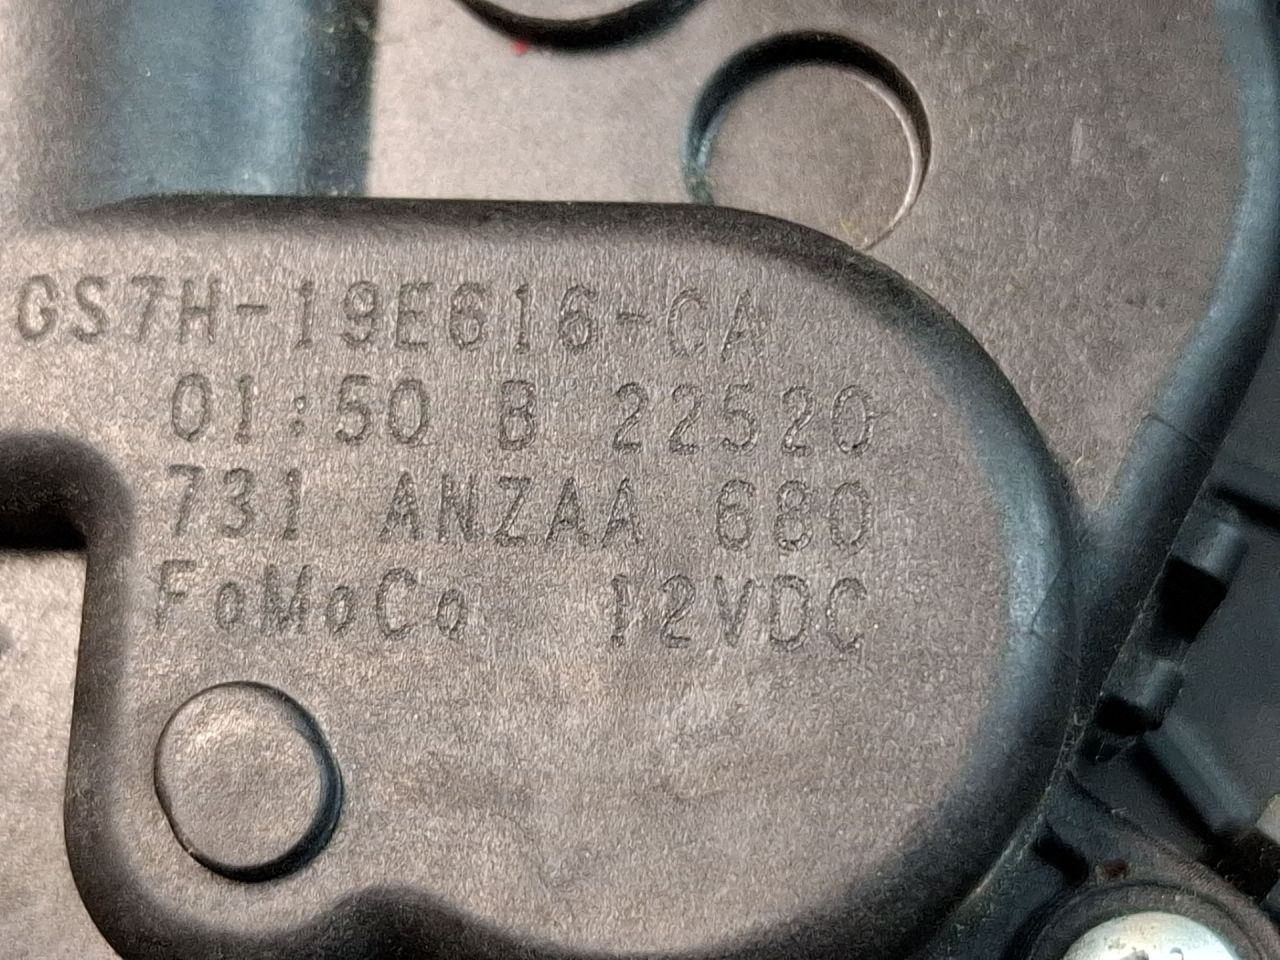 GS7H-19E616-CA
01:50 B 22520
731 ANZAA 680
FoMoCo 12VDC